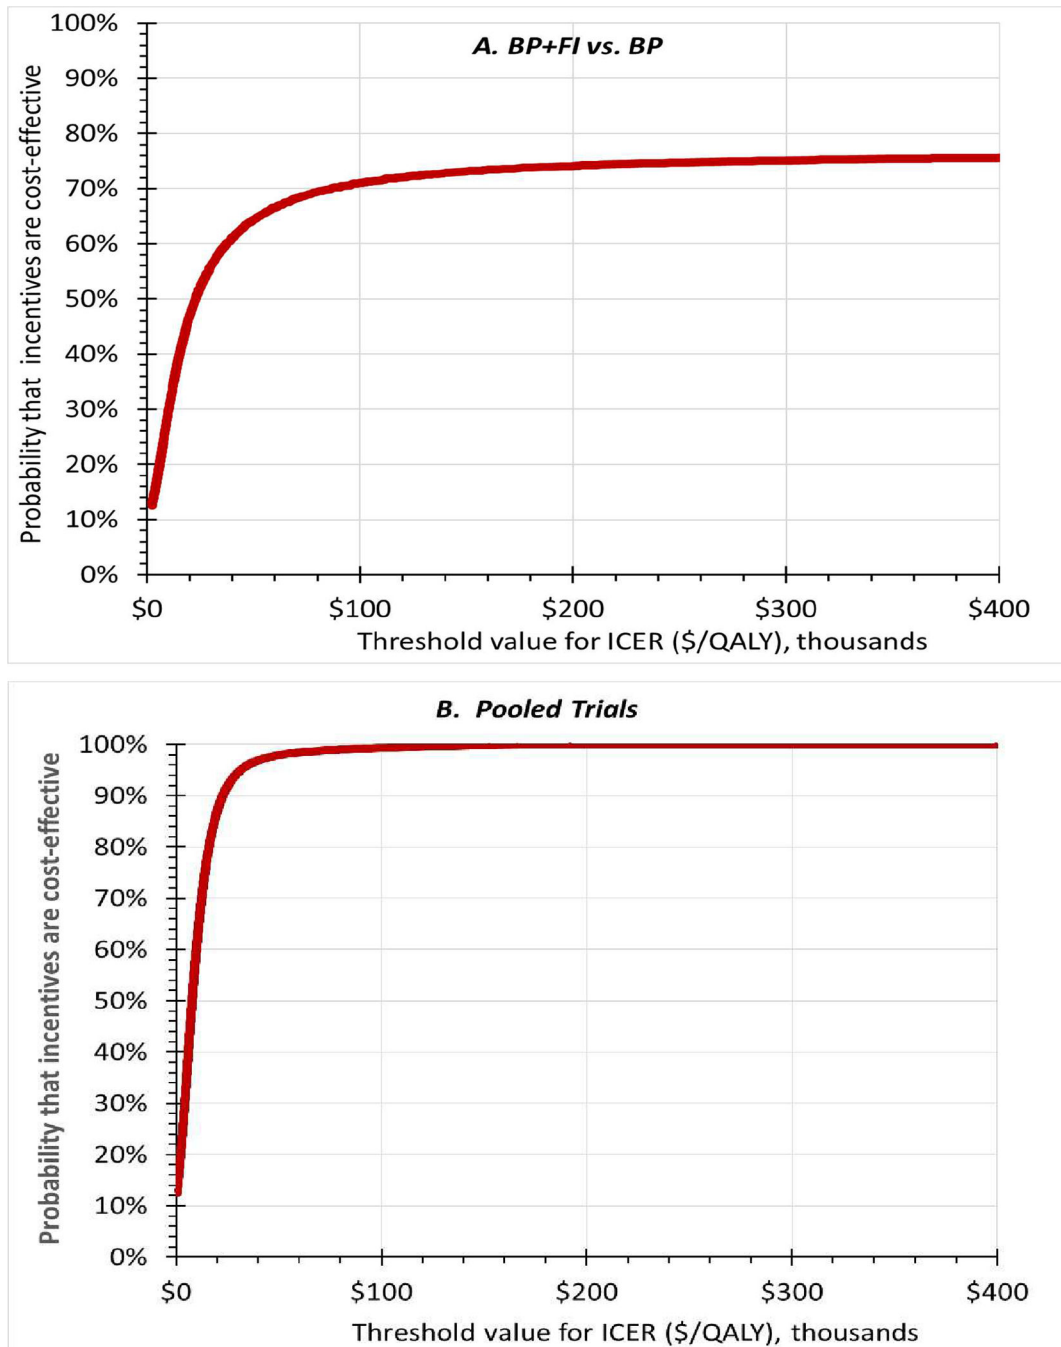 A. BP+FI vs. BP
Probability that incentives are cost-effective
100%
90%
80%
70%
60%
50%
40%
30%
20%
10%
0%
$0 $100 $200 $300 $400
Threshold value for ICER ($/QALY), thousands
B. Pooled Trials
Probability that incentives are cost-effective
100%
90%
80%
70%
60%
50%
40%
30%
20%
10%
0%
$0 $100 $200 $300 $400
Threshold value for ICER ($/QALY), thousands